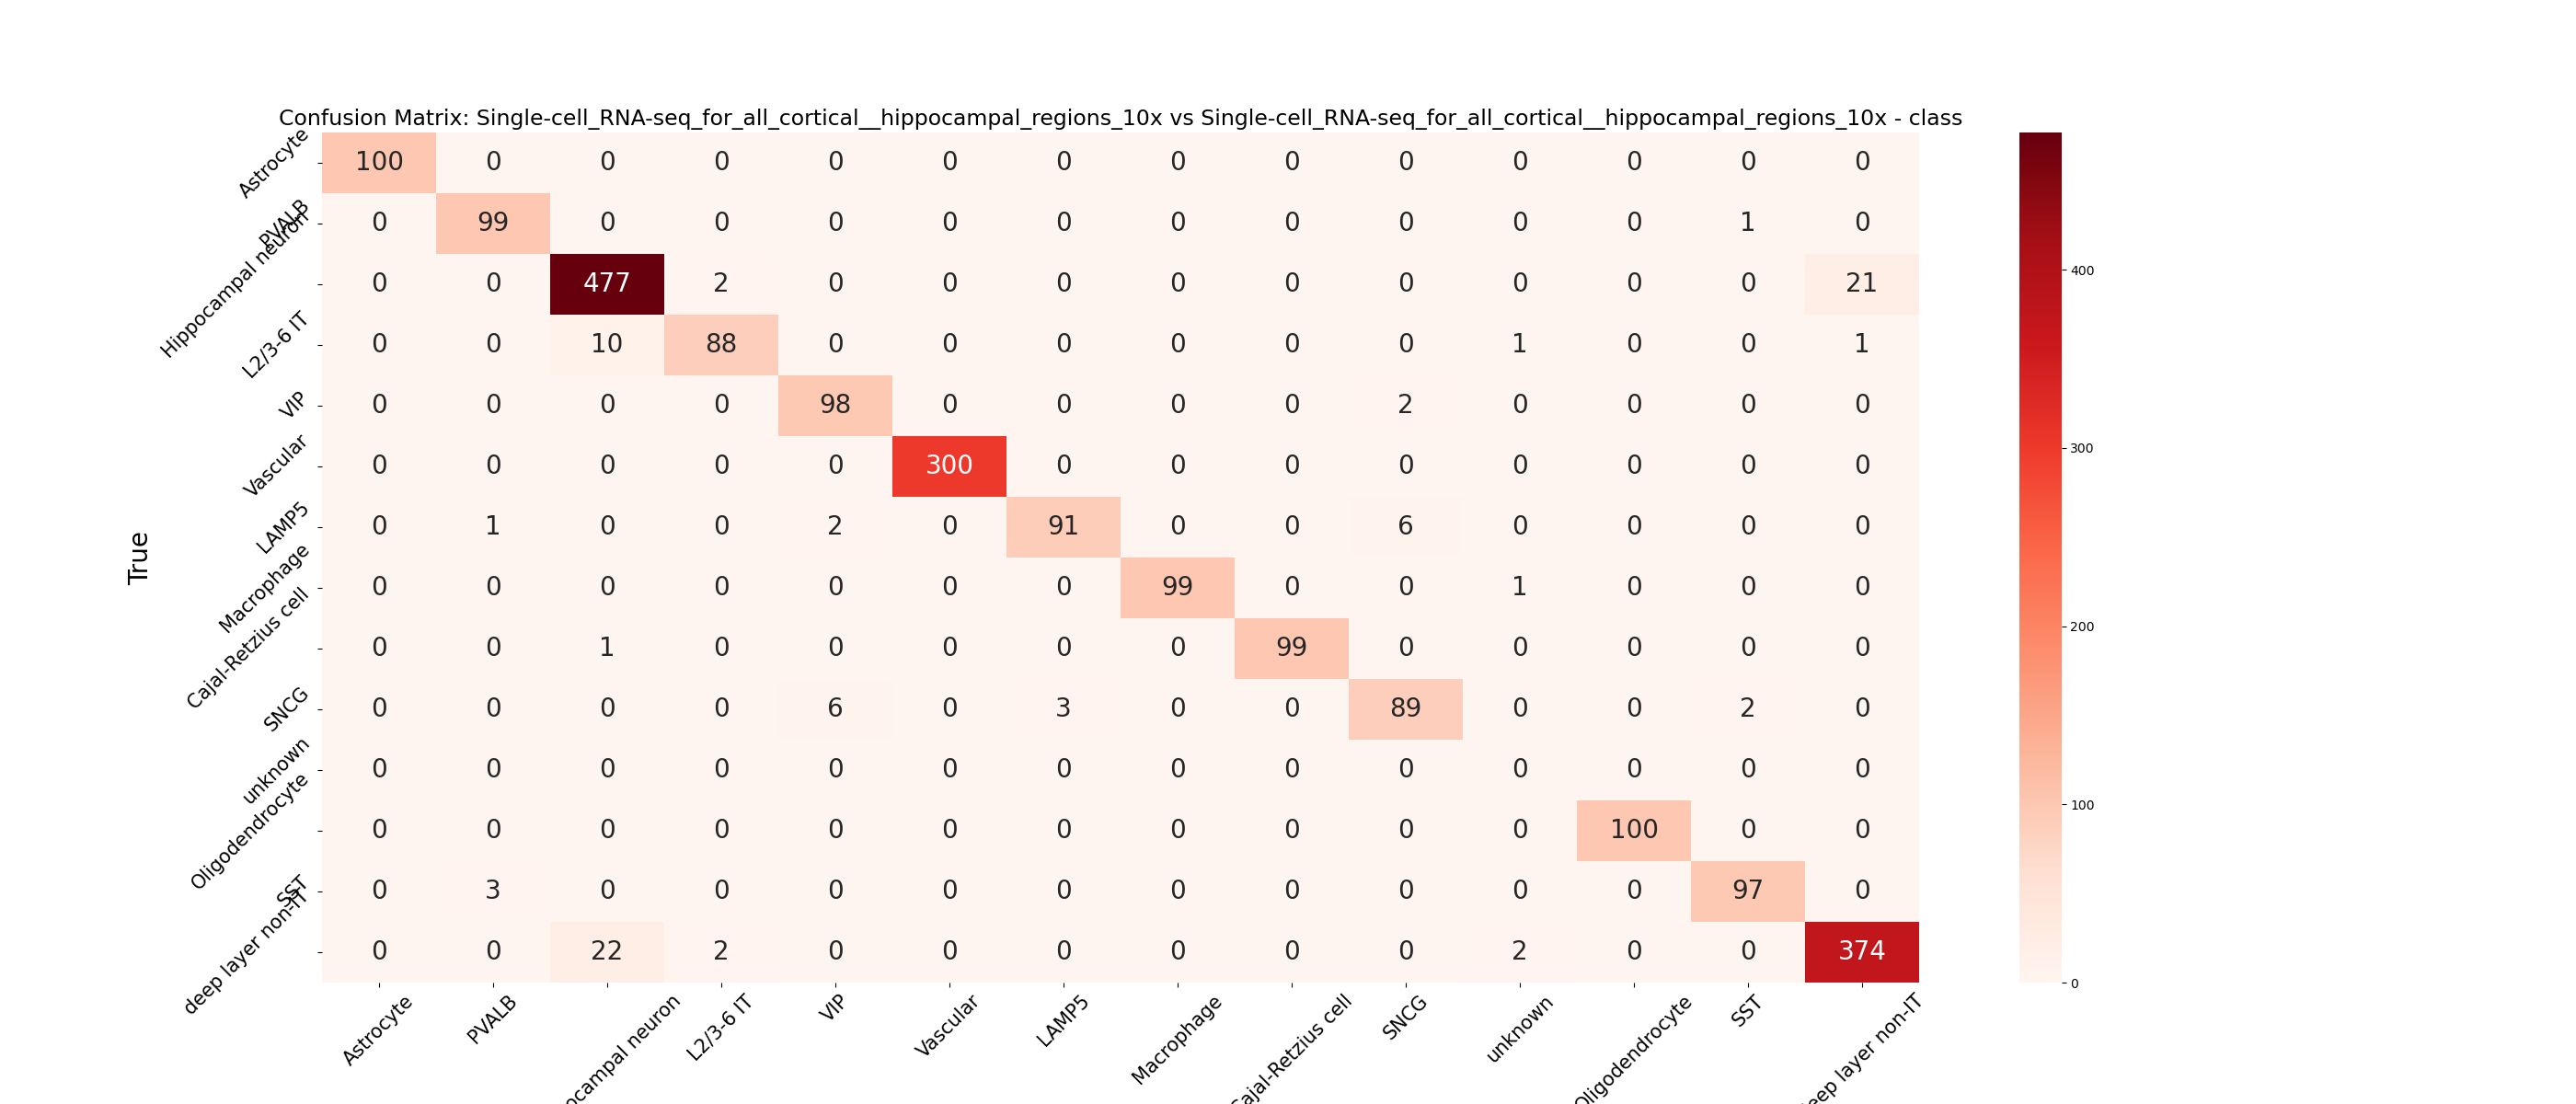 Confusion Matrix: Single-cell_RNA-seq_for_all_cortical__hippocampal_regions_10x vs Single-cell_RNA-seq_for_all_cortical__hippocampal_regions_10x - class
True
Astrocyte 100 0 0 0 0 0 0 0 0 0 0 0 0 0
PVALB 0 99 0 0 0 0 0 0 0 0 0 0 1 0
Hippocampal neuron 0 0 477 2 0 0 0 0 0 0 0 0 0 21
L2/3-6 IT 0 0 10 88 0 0 0 0 0 0 1 0 0 1
VIP 0 0 0 0 98 0 0 0 0 2 0 0 0 0
Vascular 0 0 0 0 0 300 0 0 0 0 0 0 0 0
LAMP5 0 1 0 0 2 0 91 0 0 6 0 0 0 0
Macrophage 0 0 0 0 0 0 0 99 0 0 1 0 0 0
Cajal-Retzius cell 0 0 1 0 0 0 0 0 99 0 0 0 0 0
SNCG 0 0 0 0 6 0 3 0 0 89 0 0 2 0
unknown 0 0 0 0 0 0 0 0 0 0 0 0 0 0
Oligodendrocyte 0 0 0 0 0 0 0 0 0 0 0 100 0 0
SST 0 3 0 0 0 0 0 0 0 0 0 0 97 0
deep layer non-IT 0 0 22 2 0 0 0 0 0 0 2 0 0 374
Astrocyte
PVALB
ocampal neuron
L2/3-6 IT
VIP
Vascular
LAMP5
Macrophage
Cajal-Retzius cell
SNCG
unknown
Oligodendrocyte
SST
eep layer non-IT
400
300
200
100
0